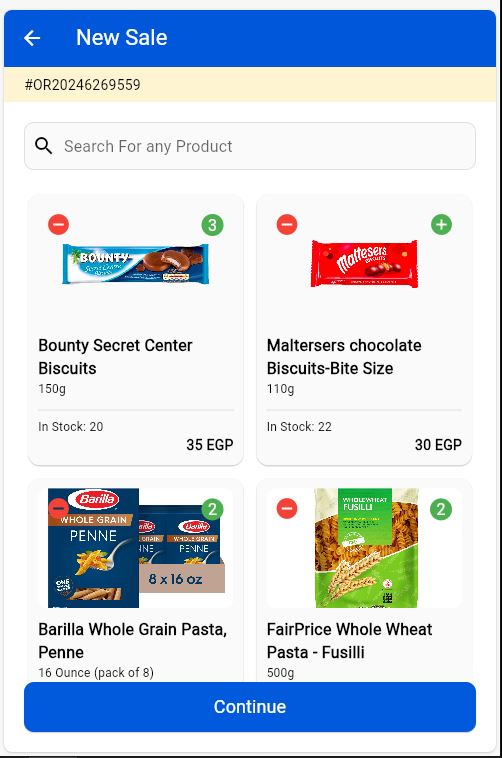 New Sale
#OR20246269559
Search For any Product
3
BOUNTY
Maltesers
BISCUITS
Bounty Secret Center
Biscuits
150g
In Stock: 20
35 EGP
Maltersers chocolate
Biscuits-Bite Size
110g
In Stock: 22
30 EGP
2
Barilla
WHOLE GRAIN
PENNE
ONE
Barilla
PENNE
8 x 16 oz
2
WHOLE WHEAT
FUSILLI
Barilla Whole Grain Pasta,
Penne
16 Ounce (pack of 8)
FairPrice Whole Wheat
Pasta - Fusilli
500g
Continue